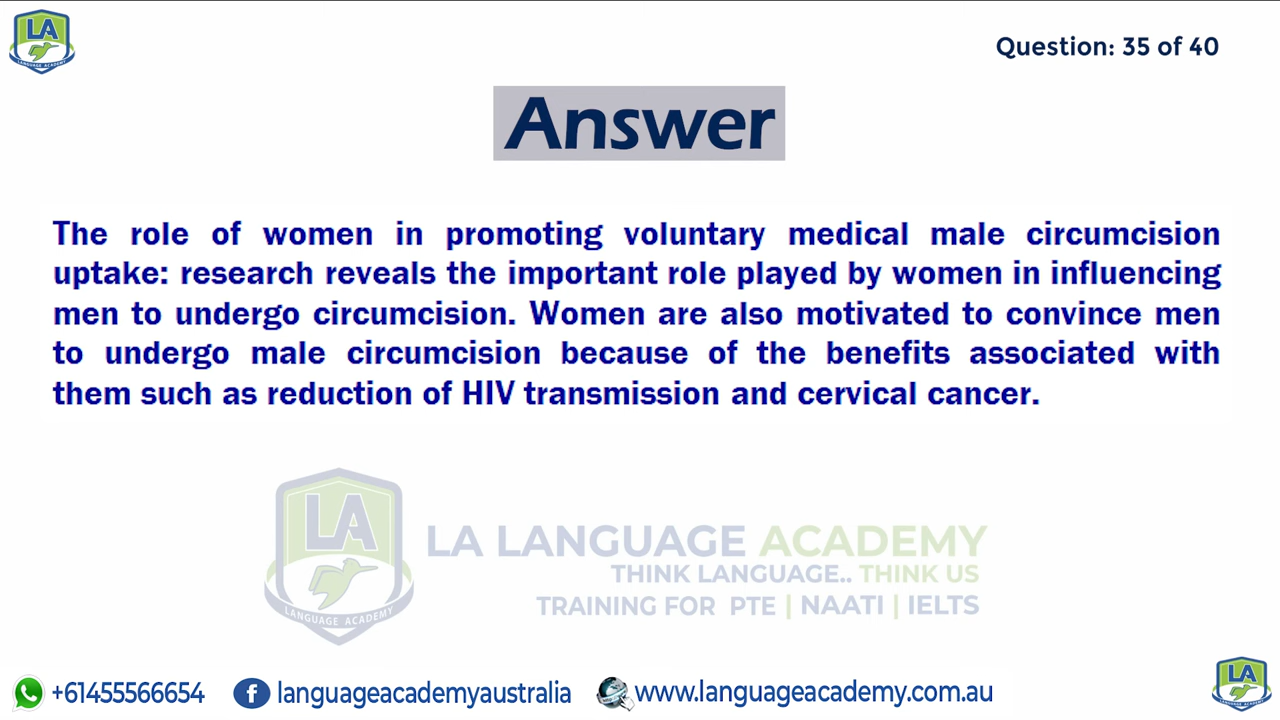 LA
LANGUAGE ACADEMY
Question: 35 of 40
Answer
The role of women in promoting voluntary medical male circumcision
uptake: research reveals the important role played by women in influencing
men to undergo circumcision. Women are also motivated to convince men
to undergo male circumcision because of the benefits associated with
them such as reduction of HIV transmission and cervical cancer.
LA
LANGUAGE ACADEMY
LA LANGUAGE ACADEMY
THINK LANGUAGE.. THINK US
TRAINING FOR PTE | NAATI | IELTS
+61455566654 languageacademyaustralia www.languageacademy.com.au
LA
LANGUAGE ACADEMY